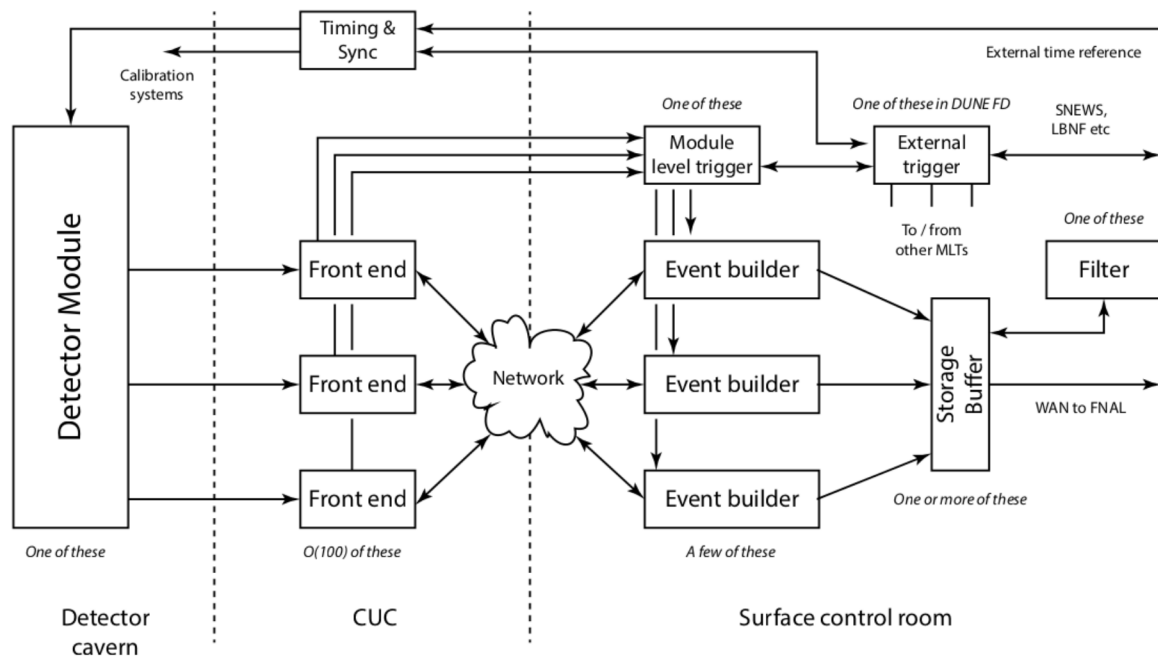 Timing &
Sync
External time reference
Calibration
systems
One of these
One of these in DUNE FD
SNEWS,
LBNF etc
Module
level trigger
External
trigger
To / from
other MLTs
One of these
Detector Module
Front end
Event builder
Filter
Network
Front end
Event builder
Storage
Buffer
WAN to FNAL
Front end
Event builder
One or more of these
One of these
O(100) of these
A few of these
Detector
cavern
CUC
Surface control room